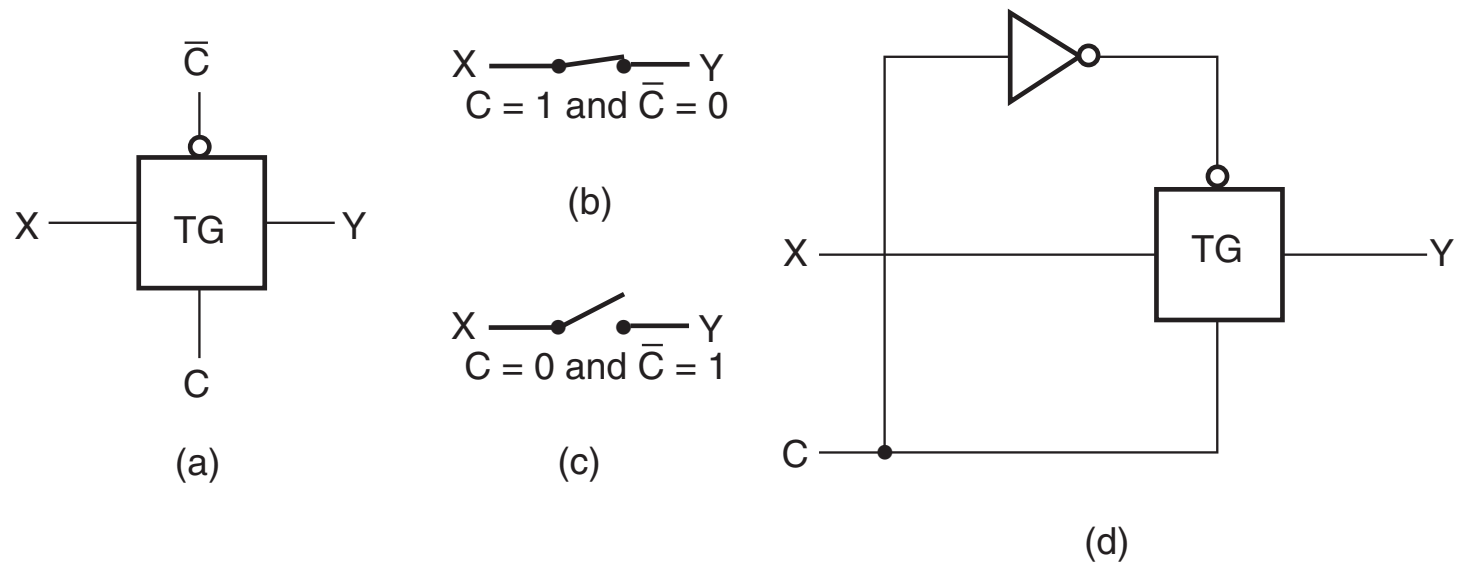 C̅
X TG Y
C
(a)
X Y
C = 1 and C̅ = 0
(b)
X Y
C = 0 and C̅ = 1
(c)
X TG Y
C
(d)